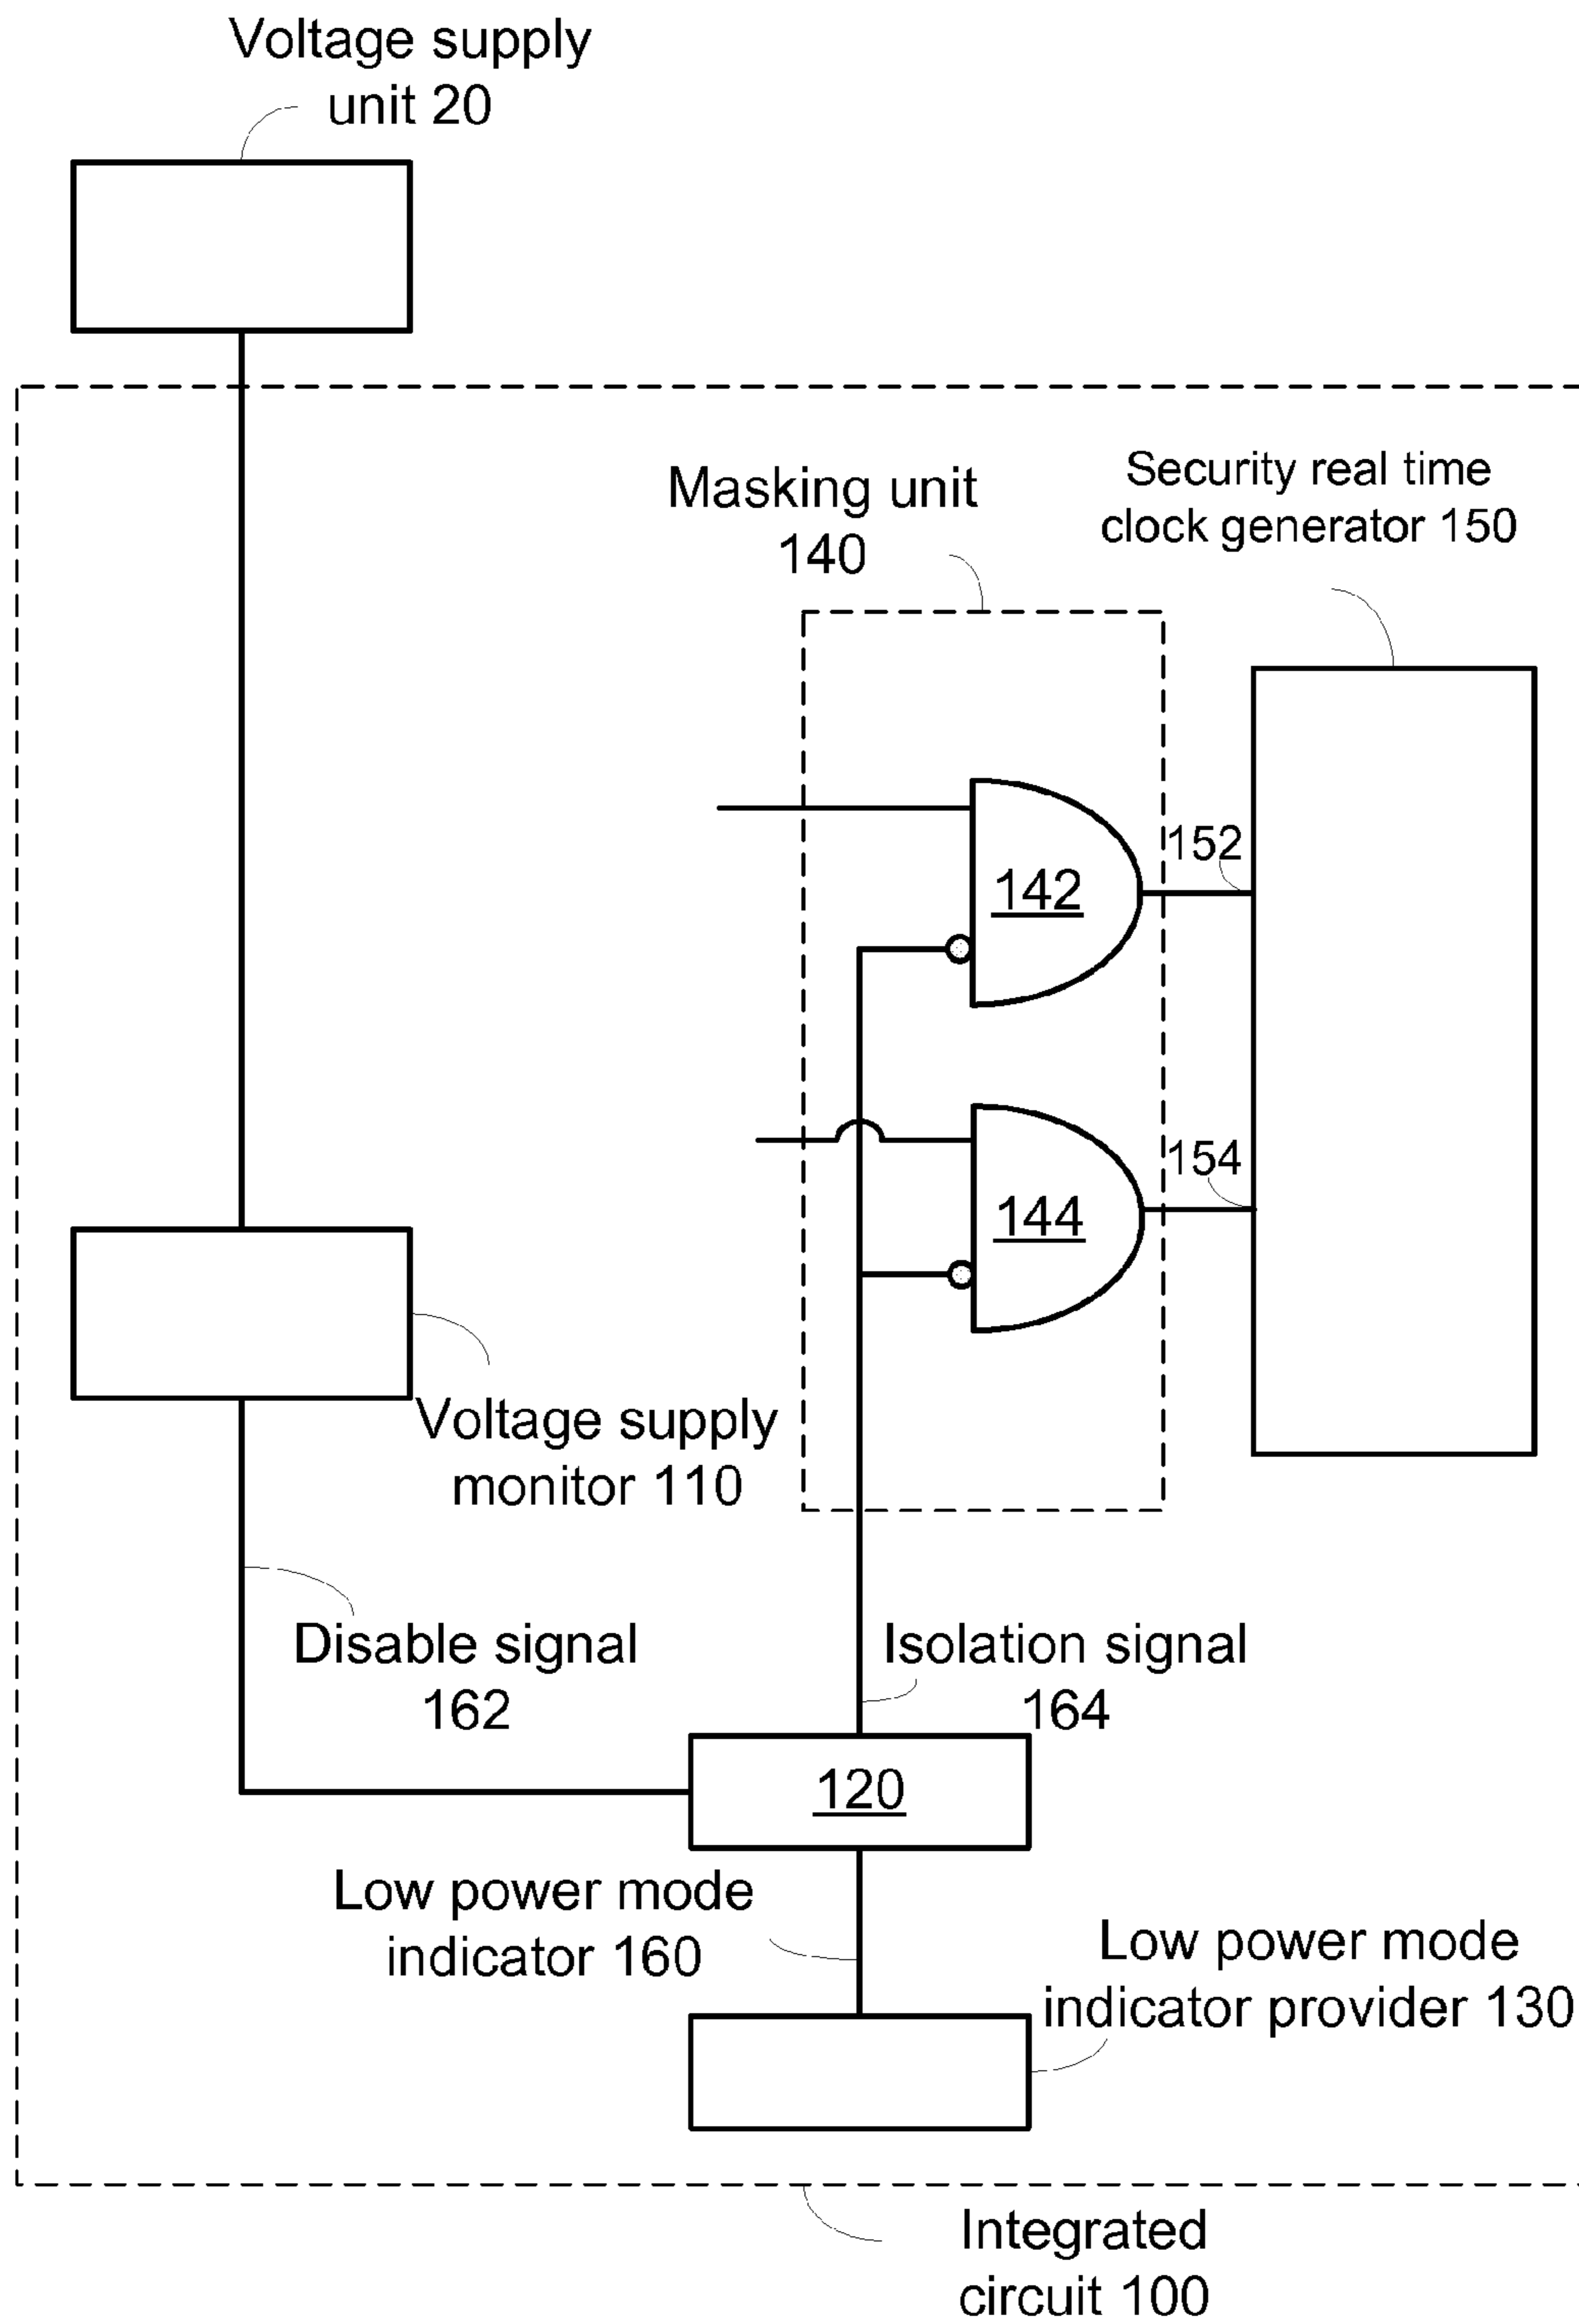 Voltage supply
unit 20
Masking unit
140
Security real time
clock generator 150
142
152
144
154
Voltage supply
monitor 110
Disable signal
162
Isolation signal
164
120
Low power mode
indicator 160
Low power mode
indicator provider 130
Integrated
circuit 100